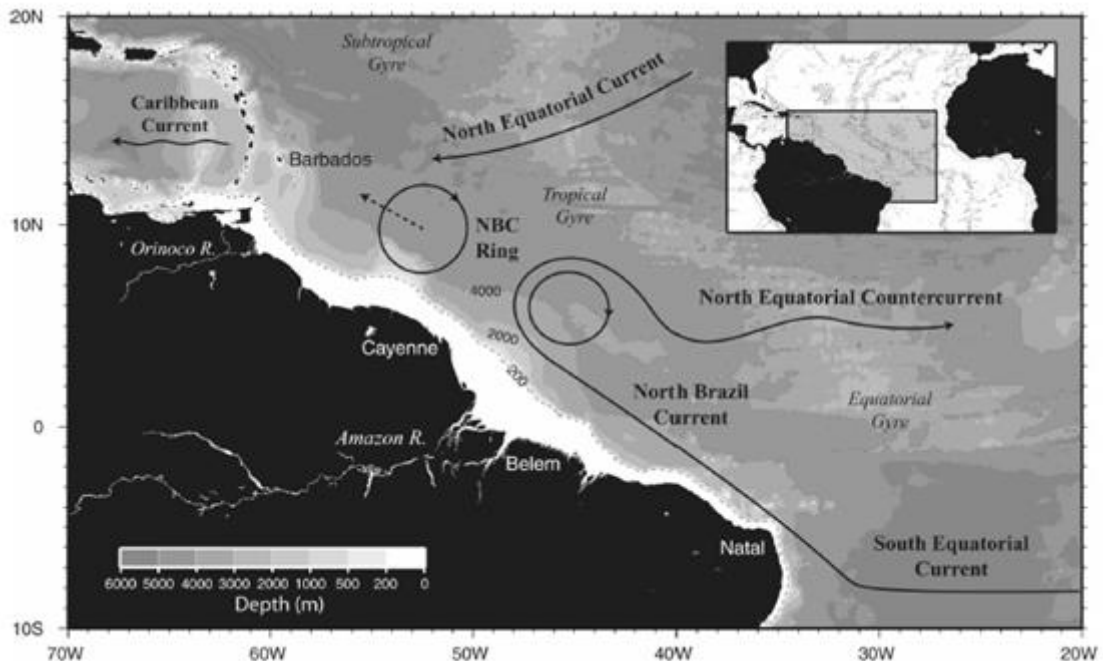 20N
10N
0
10S
70W
60W
50W
40W
30W
20W
Subtropical
Gyre
North Equatorial Current
Caribbean
Current
Barbados
Tropical
Gyre
NBC
Ring
Orinoco R.
4000
2000
200
North Equatorial Countercurrent
Cayenne
North Brazil
Current
Equatorial
Gyre
Amazon R.
Belem
Natal
South Equatorial
Current
6000 5000 4000 3000 2000 1000 500 200 0
Depth (m)